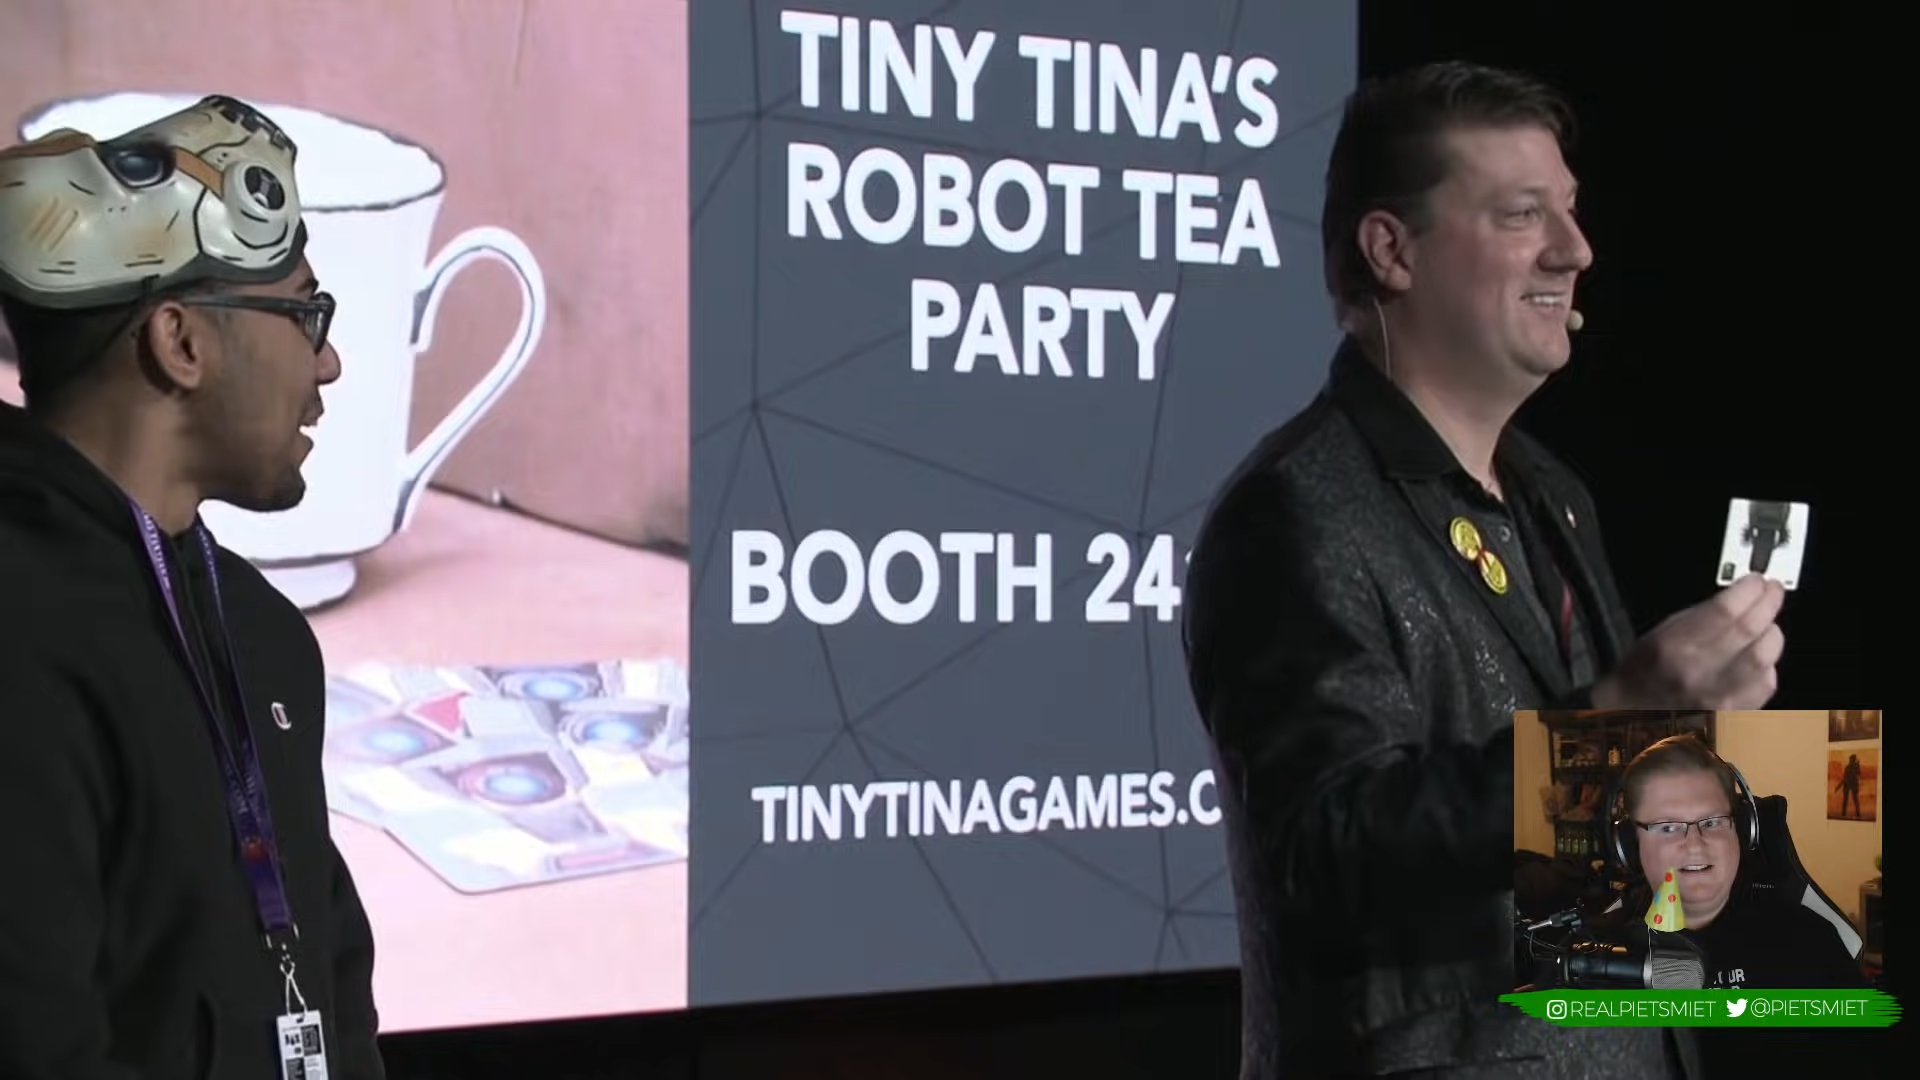 TINY TINA'S
ROBOT TEA
PARTY
BOOTH 24
TINYTINAGAMES.C
REALPIETSMIET @PIETSMIET